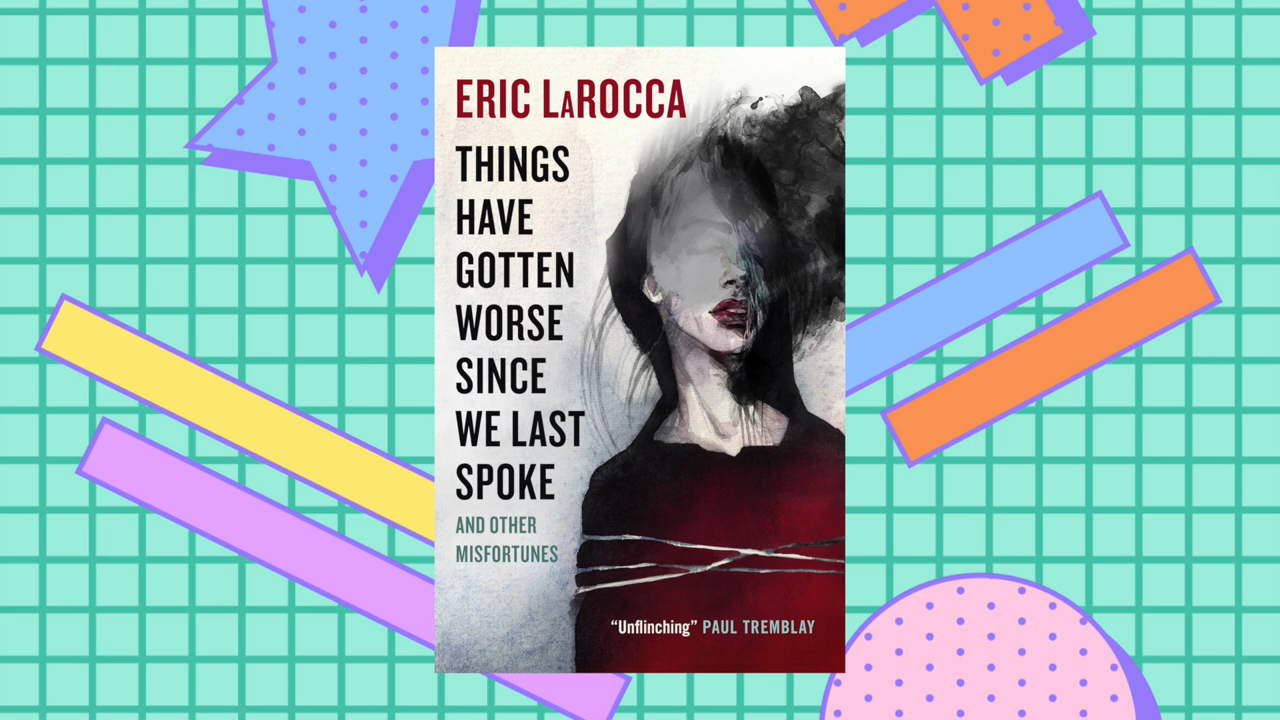 ERIC LAROCCA
THINGS
HAVE
GOTTEN
WORSE
SINCE
WE LAST
SPOKE
AND OTHER
MISFORTUNES
“Unflinching” PAUL TREMBLAY